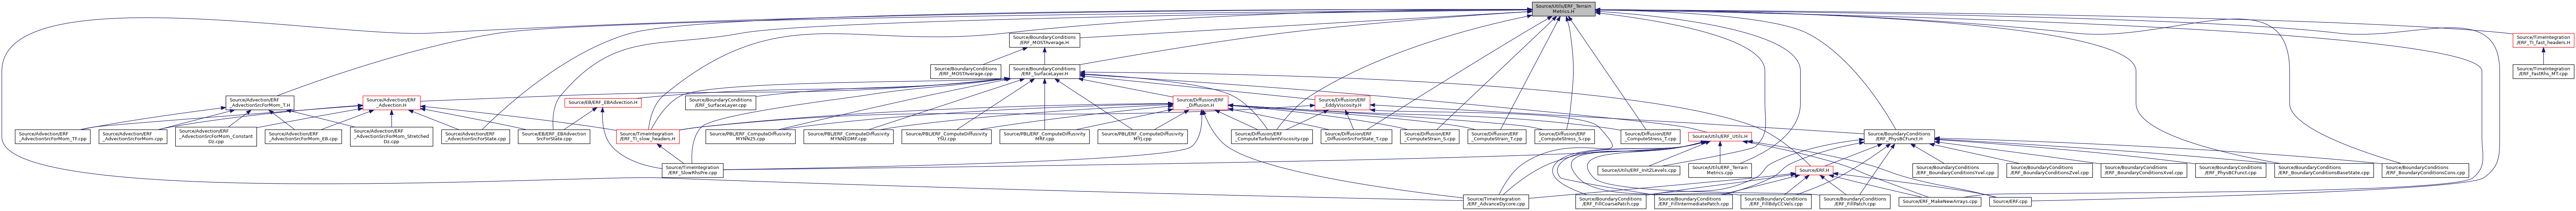 Source/Utils/ERF_Terrain
Metrics.H
Source/BoundaryConditions
/ERF_MOSTAverage.H
Source/TimeIntegration
/ERF_TI_fast_headers.H
Source/BoundaryConditions
/ERF_MOSTAverage.cpp
Source/BoundaryConditions
/ERF_SurfaceLayer.H
Source/TimeIntegration
/ERF_FastRhs_MT.cpp
Source/Advection/ERF
_AdvectionSrcForMom_T.H
Source/Advection/ERF
_Advection.H
Source/EB/ERF_EBAdvection.H
Source/BoundaryConditions
/ERF_SurfaceLayer.cpp
Source/Diffusion/ERF
_Diffusion.H
Source/Diffusion/ERF
_EddyViscosity.H
Source/Advection/ERF
_AdvectionSrcForMom_TF.cpp
Source/Advection/ERF
_AdvectionSrcForMom.cpp
Source/Advection/ERF
_AdvectionSrcForMom_Constant
Dz.cpp
Source/Advection/ERF
_AdvectionSrcForMom_EB.cpp
Source/Advection/ERF
_AdvectionSrcForMom_Stretched
Dz.cpp
Source/Advection/ERF
_AdvectionSrcForState.cpp
Source/EB/ERF_EBAdvection
SrcForState.cpp
Source/TimeIntegration
/ERF_TI_slow_headers.H
Source/PBL/ERF_ComputeDiffusivity
MYNN25.cpp
Source/PBL/ERF_ComputeDiffusivity
MYNNEDMF.cpp
Source/PBL/ERF_ComputeDiffusivity
YSU.cpp
Source/PBL/ERF_ComputeDiffusivity
MRF.cpp
Source/PBL/ERF_ComputeDiffusivity
MYJ.cpp
Source/Diffusion/ERF
_ComputeTurbulentViscosity.cpp
Source/Diffusion/ERF
_DiffusionSrcForState_T.cpp
Source/Diffusion/ERF
_ComputeStrain_S.cpp
Source/Diffusion/ERF
_ComputeStrain_T.cpp
Source/Diffusion/ERF
_ComputeStress_S.cpp
Source/Diffusion/ERF
_ComputeStress_T.cpp
Source/Utils/ERF_Utils.H
Source/BoundaryConditions
/ERF_PhysBCFunct.H
Source/TimeIntegration
/ERF_SlowRhsPre.cpp
Source/Utils/ERF_InitZLevels.cpp
Source/Utils/ERF_Terrain
Metrics.cpp
Source/ERF.H
Source/BoundaryConditions
/ERF_BoundaryConditionsYvel.cpp
Source/BoundaryConditions
/ERF_BoundaryConditionsZvel.cpp
Source/BoundaryConditions
/ERF_BoundaryConditionsXvel.cpp
Source/BoundaryConditions
/ERF_PhysBCFunct.cpp
Source/BoundaryConditions
/ERF_BoundaryConditionsBaseState.cpp
Source/BoundaryConditions
/ERF_BoundaryConditionsCons.cpp
Source/TimeIntegration
/ERF_AdvanceDycore.cpp
Source/BoundaryConditions
/ERF_FillCoarsePatch.cpp
Source/BoundaryConditions
/ERF_FillIntermediatePatch.cpp
Source/BoundaryConditions
/ERF_FillBdyCCVels.cpp
Source/BoundaryConditions
/ERF_FillPatch.cpp
Source/ERF_MakeNewArrays.cpp
Source/ERF.cpp